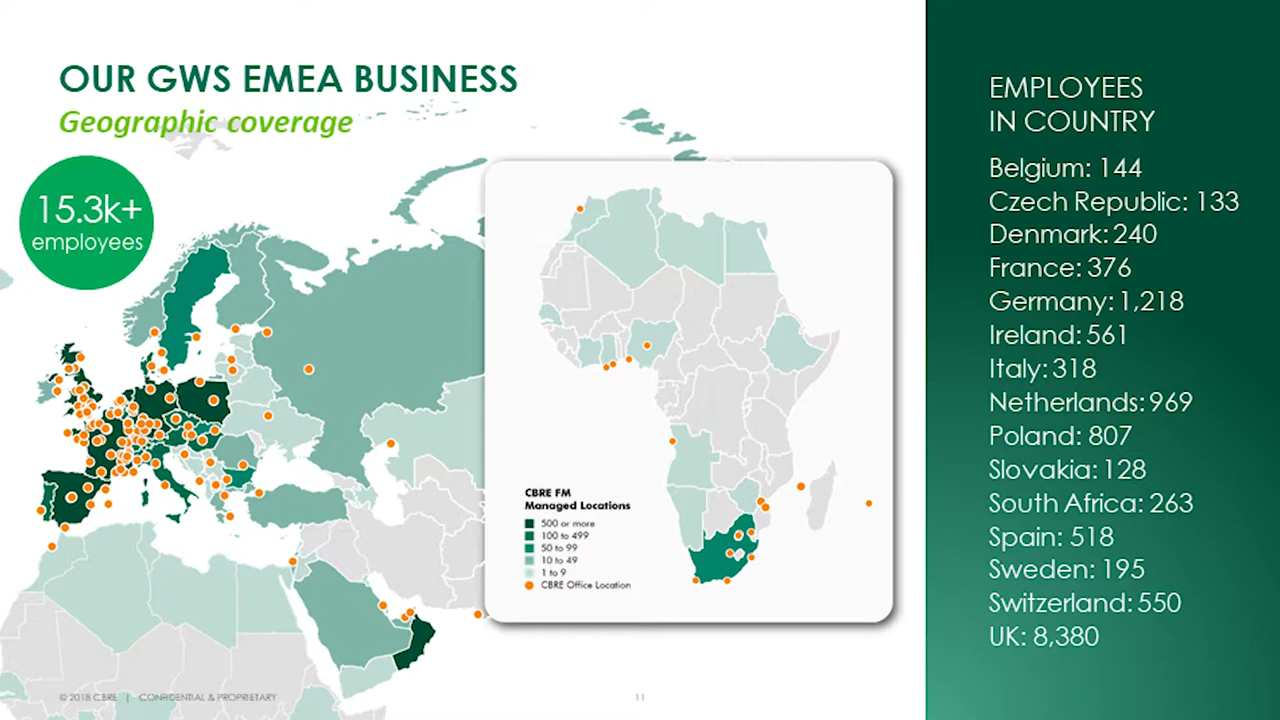 OUR GWS EMEA BUSINESS
Geographic coverage
15.3k+
employees
CBRE FM
Managed Locations
500 or more
100 to 499
50 to 99
10 to 49
1 to 9
CBRE Office Location
© 2018 CBRE | CONFIDENTIAL & PROPRIETARY
11
EMPLOYEES
IN COUNTRY
Belgium: 144
Czech Republic: 133
Denmark: 240
France: 376
Germany: 1,218
Ireland: 561
Italy: 318
Netherlands: 969
Poland: 807
Slovakia: 128
South Africa: 263
Spain: 518
Sweden: 195
Switzerland: 550
UK: 8,380